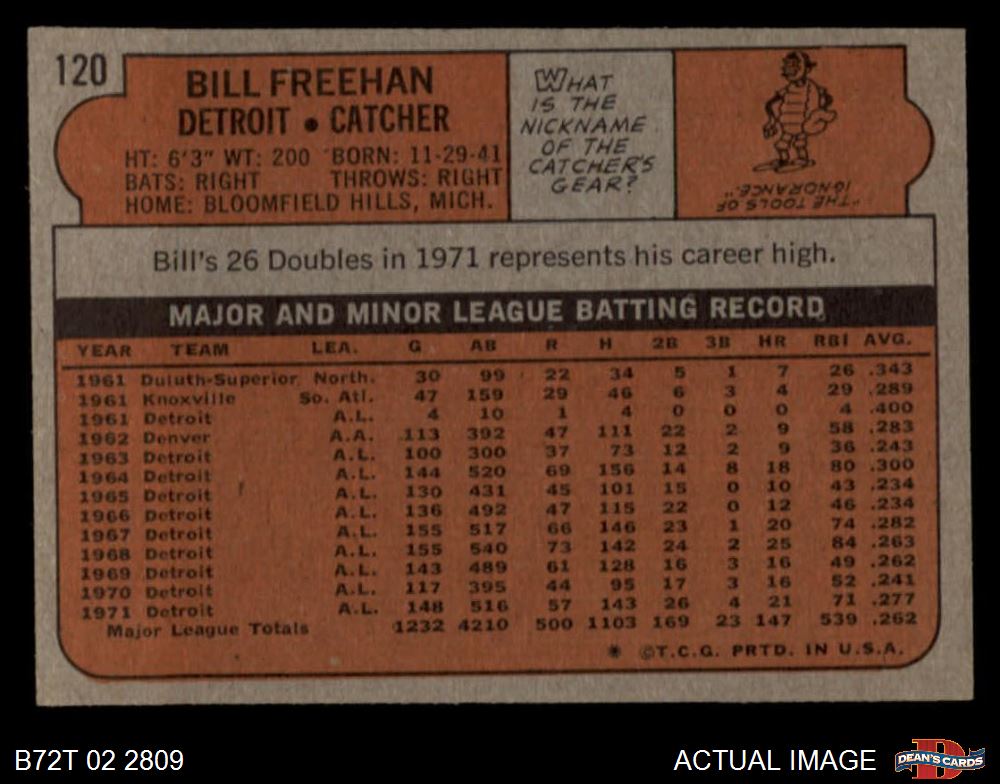 120
BILL FREEHAN
DETROIT • CATCHER
HT: 6'3" WT: 200 BORN: 11-29-41
BATS: RIGHT THROWS: RIGHT
HOME: BLOOMFIELD HILLS, MICH.
WHAT
IS THE
NICKNAME
OF THE
CATCHER'S
GEAR?
"THE TOOLS OF
IGNORANCE".
Bill's 26 Doubles in 1971 represents his career high.
MAJOR AND MINOR LEAGUE BATTING RECORD
YEAR TEAM LEA. G AB R H 2B 3B HR RBI AVG.
1961 Duluth-Superior North. 30 99 22 34 5 1 7 26 .343
1961 Knoxville So. Atl. 47 159 29 46 6 3 4 29 .289
1961 Detroit A.L. 4 10 1 4 0 0 0 4 .400
1962 Denver A.A. 113 392 47 111 22 2 9 58 .283
1963 Detroit A.L. 100 300 37 73 12 2 9 36 .243
1964 Detroit A.L. 144 520 69 156 14 8 18 80 .300
1965 Detroit A.L. 130 431 45 101 15 0 10 43 .234
1966 Detroit A.L. 136 492 47 115 22 0 12 46 .234
1967 Detroit A.L. 155 517 66 146 23 1 20 74 .282
1968 Detroit A.L. 155 540 73 142 24 2 25 84 .263
1969 Detroit A.L. 143 489 61 128 16 3 16 49 .262
1970 Detroit A.L. 117 395 44 95 17 3 16 52 .241
1971 Detroit A.L. 148 516 57 143 26 4 21 71 .277
Major League Totals 1232 4210 500 1103 169 23 147 539 .262
* ©T.C.G. PRTD. IN U.S.A.
B72T 02 2809
ACTUAL IMAGE
D
DEAN'S CARDS